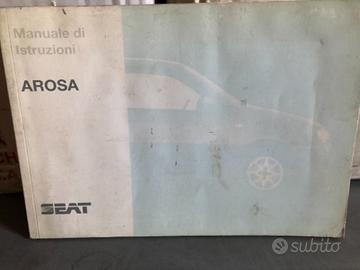 Manuale di
Istruzioni
AROSA
SEAT
subito